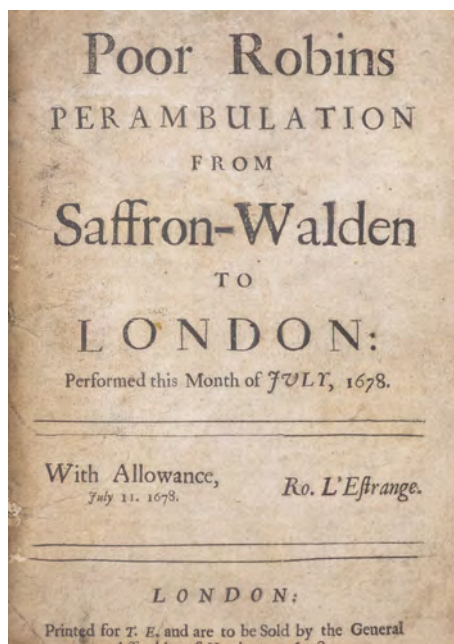 Poor Robins
PERAMBULATION
FROM
Saffron-Walden
TO
LONDON:
Performed this Month of JULY, 1678.
With Allowance,
July 11. 1678.
Ro. L'Eſtrange.
LONDON:
Printed for T. E. and are to be Sold by the General